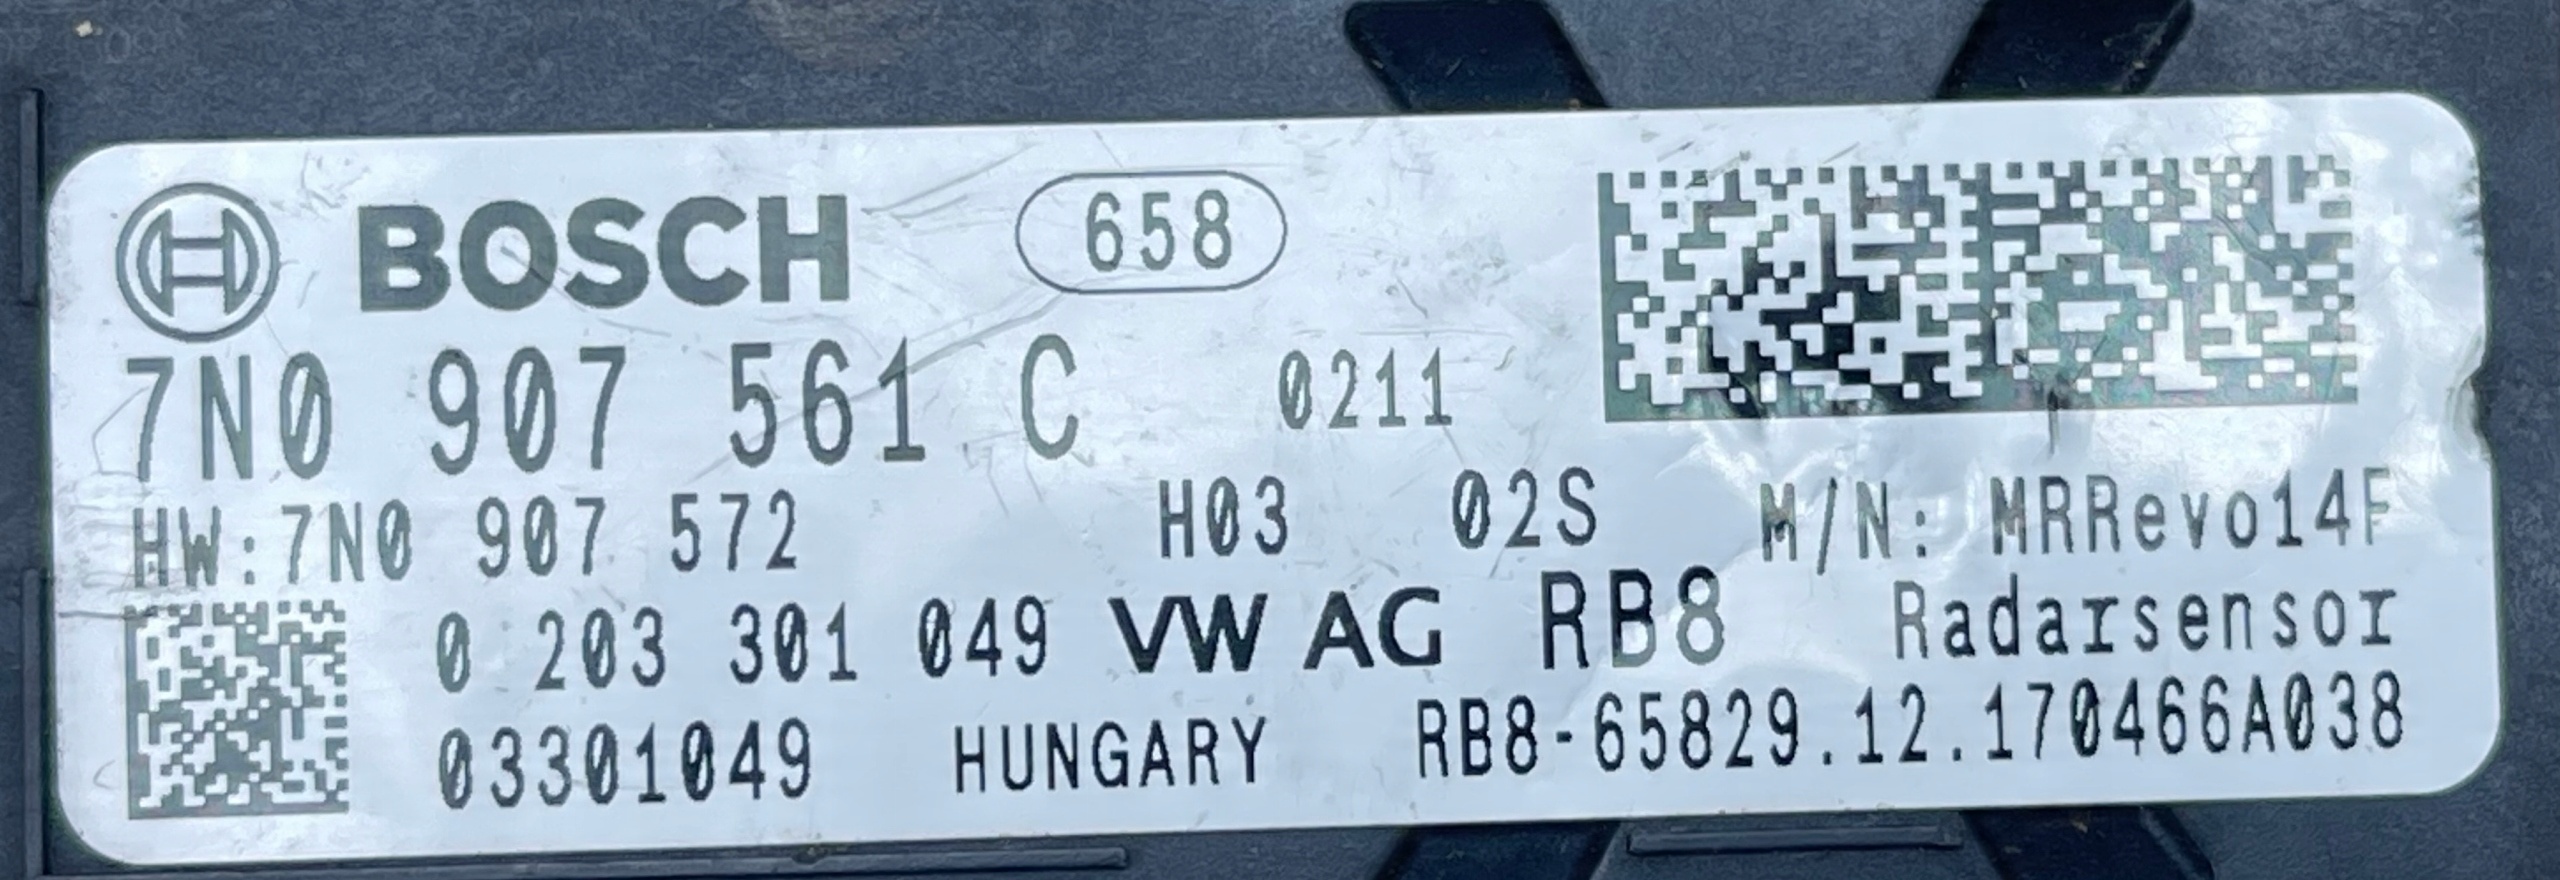 BOSCH 658
7N0 907 561 C 0211
HW:7N0 907 572 H03 02S M/N: MRRevo14F
0 203 301 049 VW AG RB8 Radarsensor
03301049 HUNGARY RB8-65829.12.170466A038